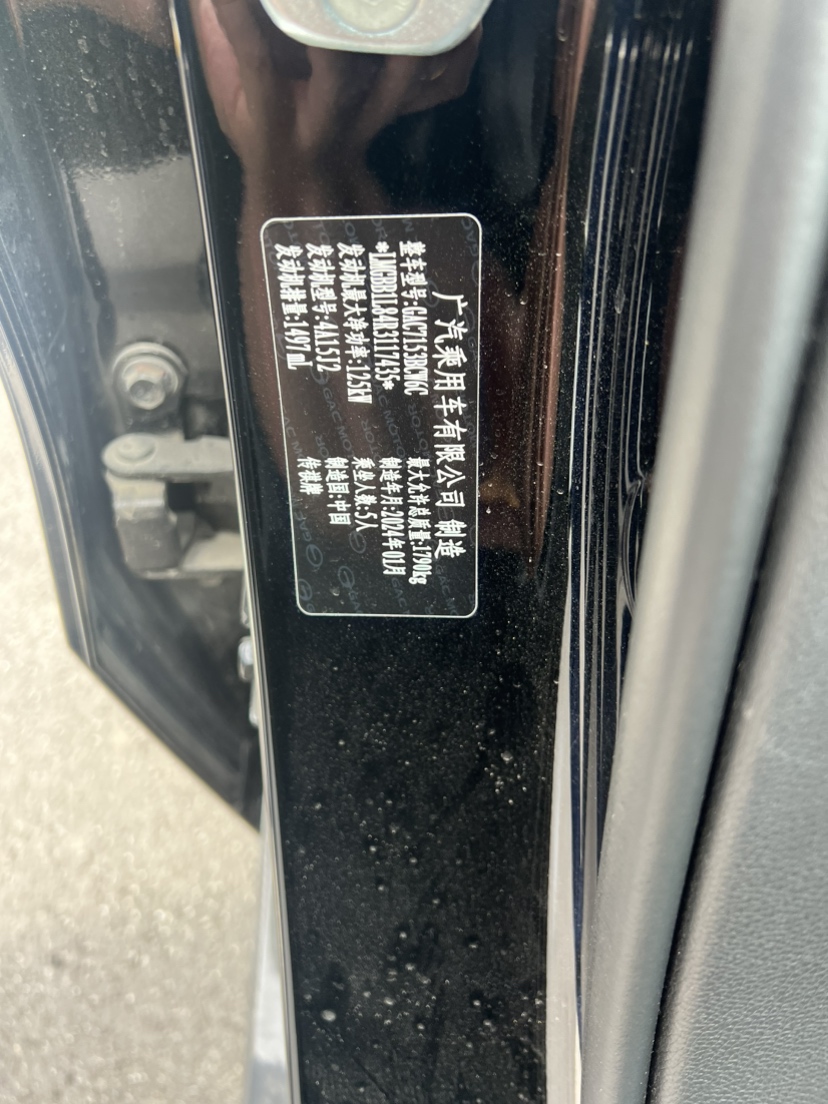 广汽乘用车有限公司 制造
整车型号:GAC7153BCW6C 最大允许总质量:1790kg
*LMGBB1L84R3117435* 制造年月:2024年01月
发动机最大净功率:125kW 乘坐人数:5人
发动机型号:4A15T2 制造国:中国
发动机排量:1497mL 传祺牌
GAC MOTOR